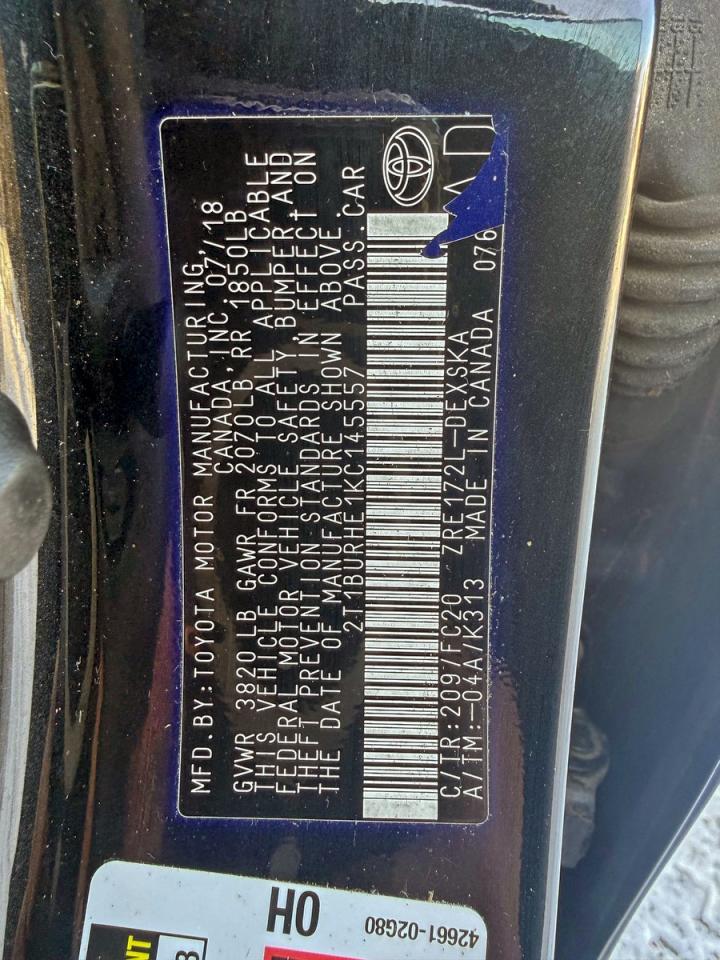 MFD.BY:TOYOTA MOTOR MANUFACTURING,
CANADA,INC. 07/18
GVWR 3820 LB GAWR FR 2070LB RR 1850LB
THIS VEHICLE CONFORMS TO ALL APPLICABLE
FEDERAL MOTOR VEHICLE SAFETY BUMPER,AND
THEFT PREVENTION STANDARDS IN EFFECT ON
THE DATE OF MANUFACTURE SHOWN ABOVE.
2T1BURHE1KC145557 PASS.CAR
C/TR:209/FC20 ZRE172L-DEXSKA
A/TM:-04A/K313 MADE IN CANADA 076
OH
42661-02G80